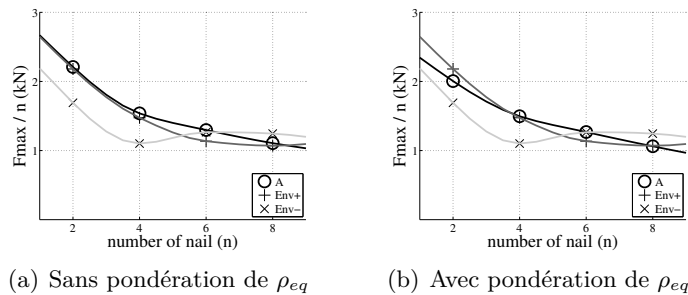 3
2
1
Fmax / n (kN)
2
4
6
8
number of nail (n)
A
Env+
Env−
(a) Sans pondération de ρeq
3
2
1
Fmax / n (kN)
2
4
6
8
number of nail (n)
A
Env+
Env−
(b) Avec pondération de ρeq